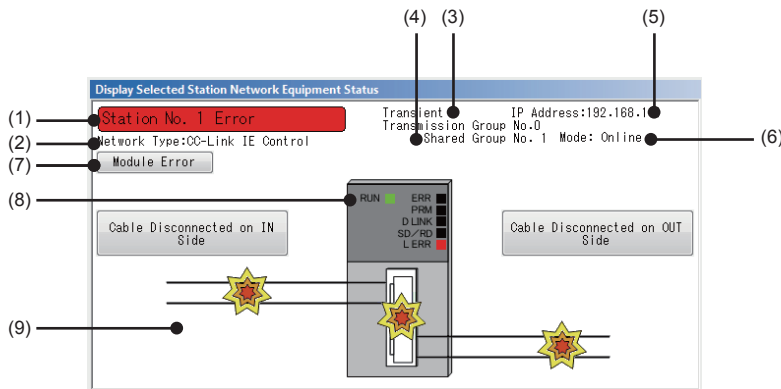 (4) (3) (5)
Display Selected Station Network Equipment Status
(1) Station No. 1 Error
Transient IP Address:192.168.1
Transmission Group No.0
(2) Network Type:CC-Link IE Control
Shared Group No. 1 Mode: Online (6)
(7) Module Error
(8) RUN ERR
PRM
D LINK
SD/RD
L ERR
Cable Disconnected on IN
Side
Cable Disconnected on OUT
Side
(9)